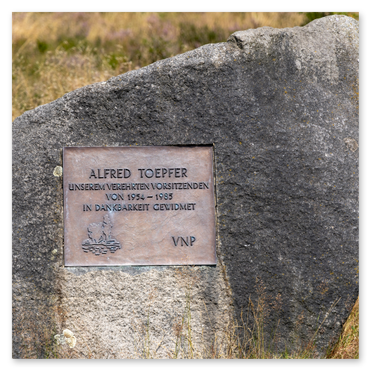 ALFRED TOEPFER
UNSEREM VEREHRTEN VORSITZENDEN
VON 1954 – 1985
IN DANKBARKEIT GEWIDMET
VNP